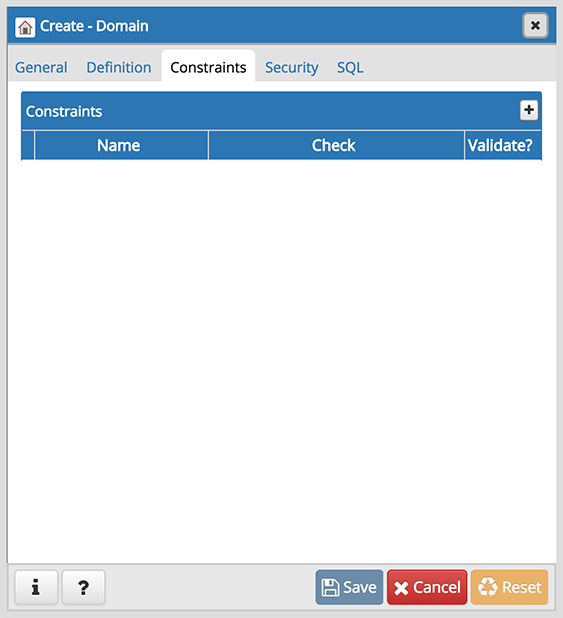 Create - Domain
General Definition Constraints Security SQL
Constraints
Name Check Validate?
i ? Save Cancel Reset